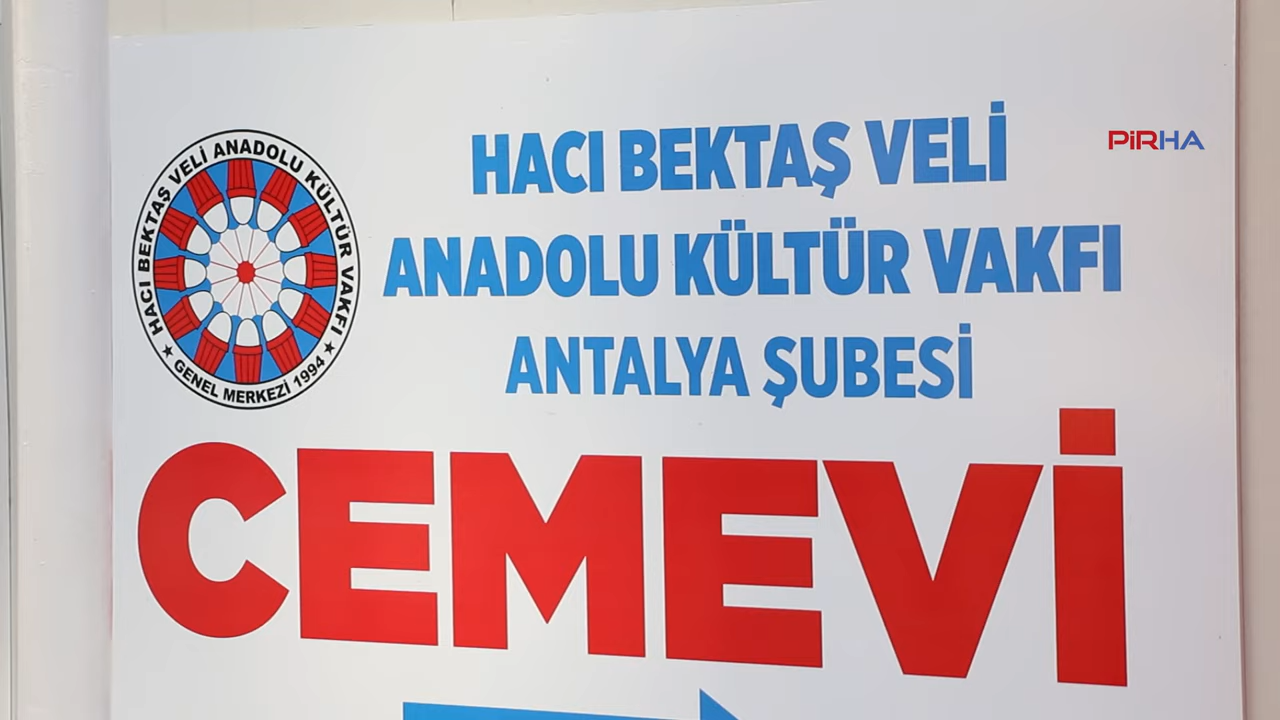 HACI BEKTAŞ VELİ ANADOLU KÜLTÜR VAKFI
★ GENEL MERKEZİ 1994 ★
HACI BEKTAŞ VELİ
ANADOLU KÜLTÜR VAKFI
ANTALYA ŞUBESİ
CEMEVİ
PİRHA